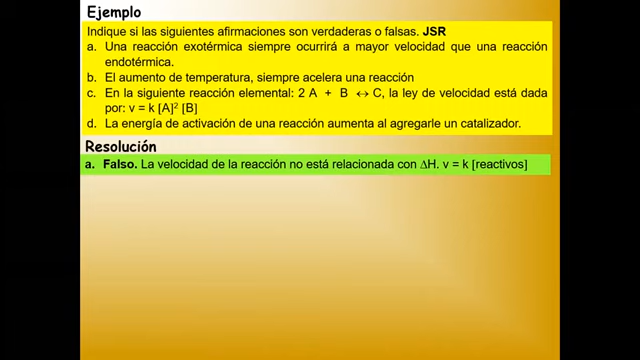 Ejemplo
Indique si las siguientes afirmaciones son verdaderas o falsas. JSR
a. Una reacción exotérmica siempre ocurrirá a mayor velocidad que una reacción
endotérmica.
b. El aumento de temperatura, siempre acelera una reacción
c. En la siguiente reacción elemental: 2 A + B ↔ C, la ley de velocidad está dada
por: v = k [A]² [B]
d. La energía de activación de una reacción aumenta al agregarle un catalizador.
Resolución
a. Falso. La velocidad de la reacción no está relacionada con ΔH. v = k [reactivos]